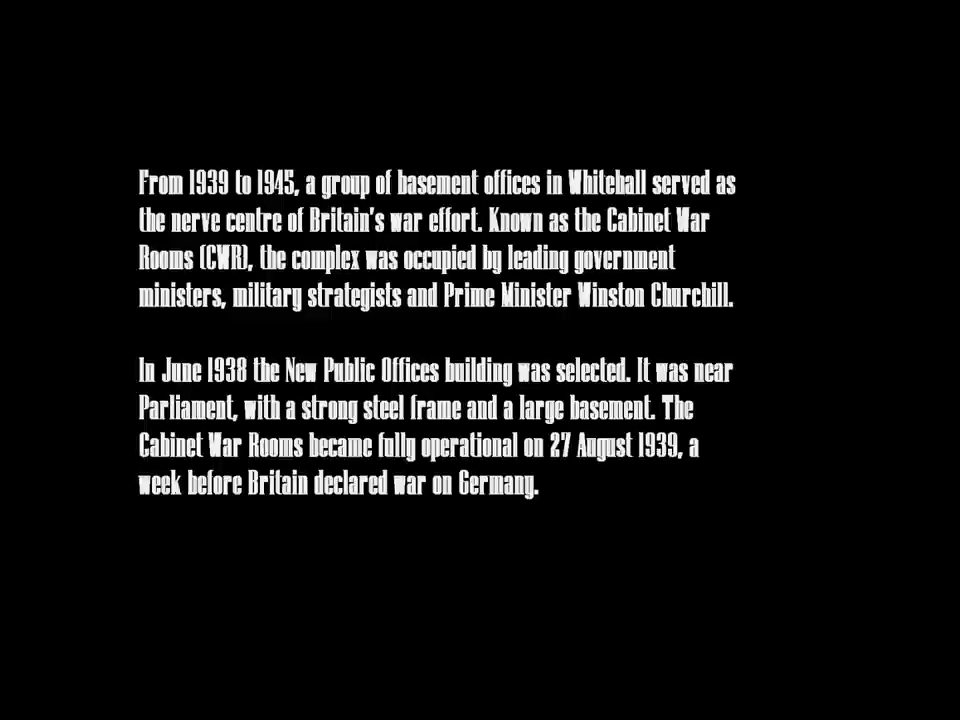 From 1939 to 1945, a group of basement offices in Whitehall served as
the nerve centre of Britain's war effort. Known as the Cabinet War
Rooms (CWR), the complex was occupied by leading government
ministers, military strategists and Prime Minister Winston Churchill.
In June 1938 the New Public Offices building was selected. It was near
Parliament, with a strong steel frame and a large basement. The
Cabinet War Rooms became fully operational on 27 August 1939, a
week before Britain declared war on Germany.